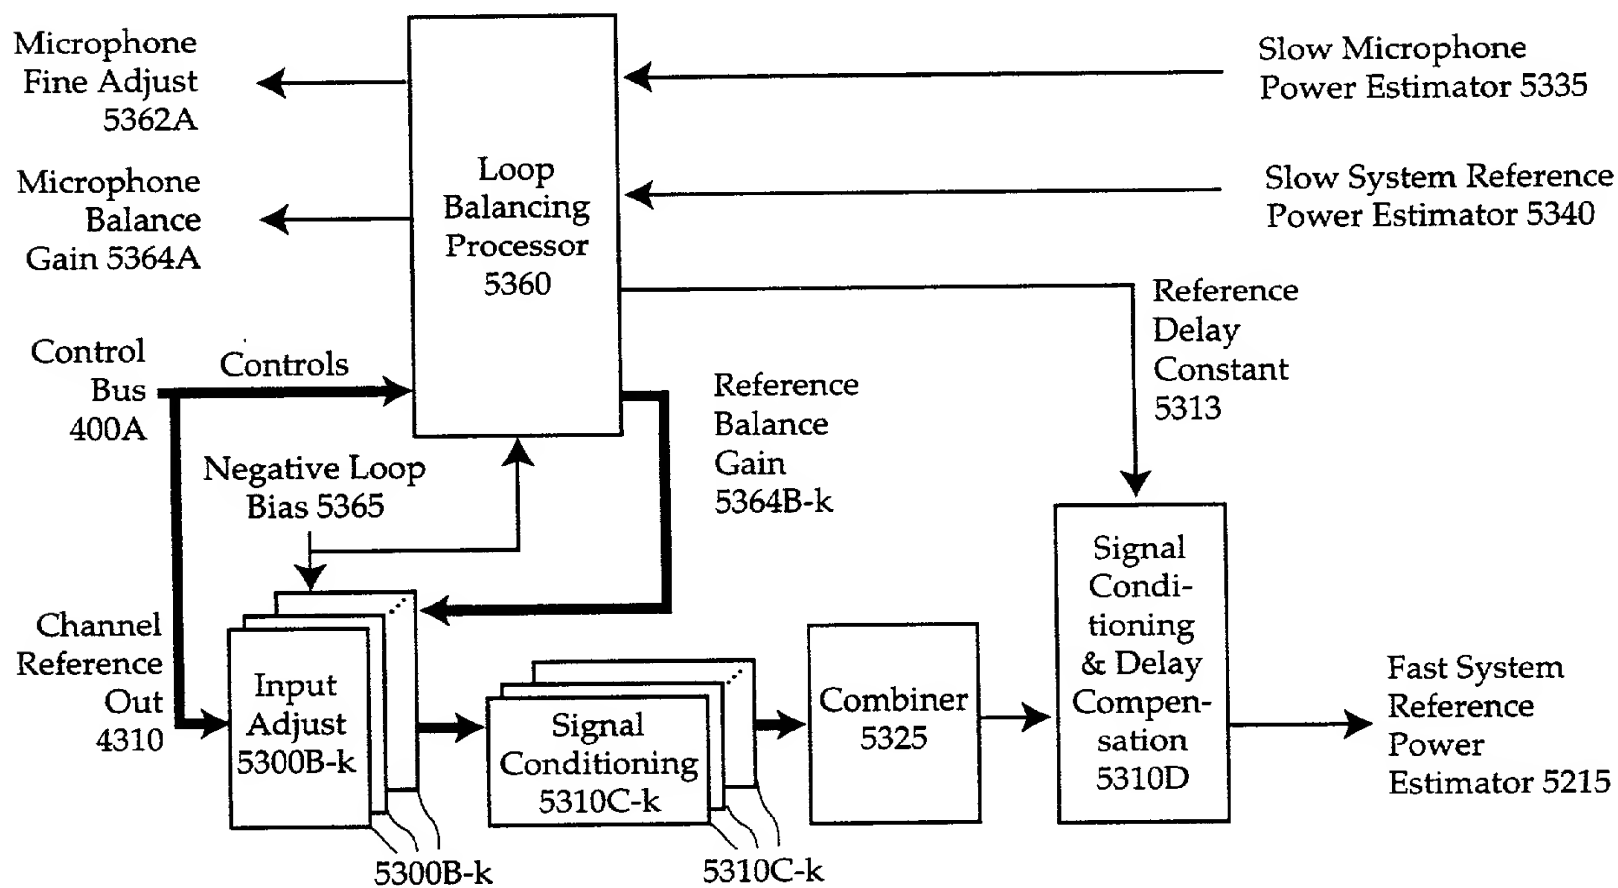 Microphone
Fine Adjust
5362A
Microphone
Balance
Gain 5364A
Loop
Balancing
Processor
5360
Slow Microphone
Power Estimator 5335
Slow System Reference
Power Estimator 5340
Reference
Delay
Constant
5313
Control
Bus
400A
Controls
Reference
Balance
Gain
5364B-k
Negative Loop
Bias 5365
Channel
Reference
Out
4310
Input
Adjust
5300B-k
5300B-k
Signal
Conditioning
5310C-k
5310C-k
Combiner
5325
Signal
Condi-
tioning
& Delay
Compen-
sation
5310D
Fast System
Reference
Power
Estimator 5215